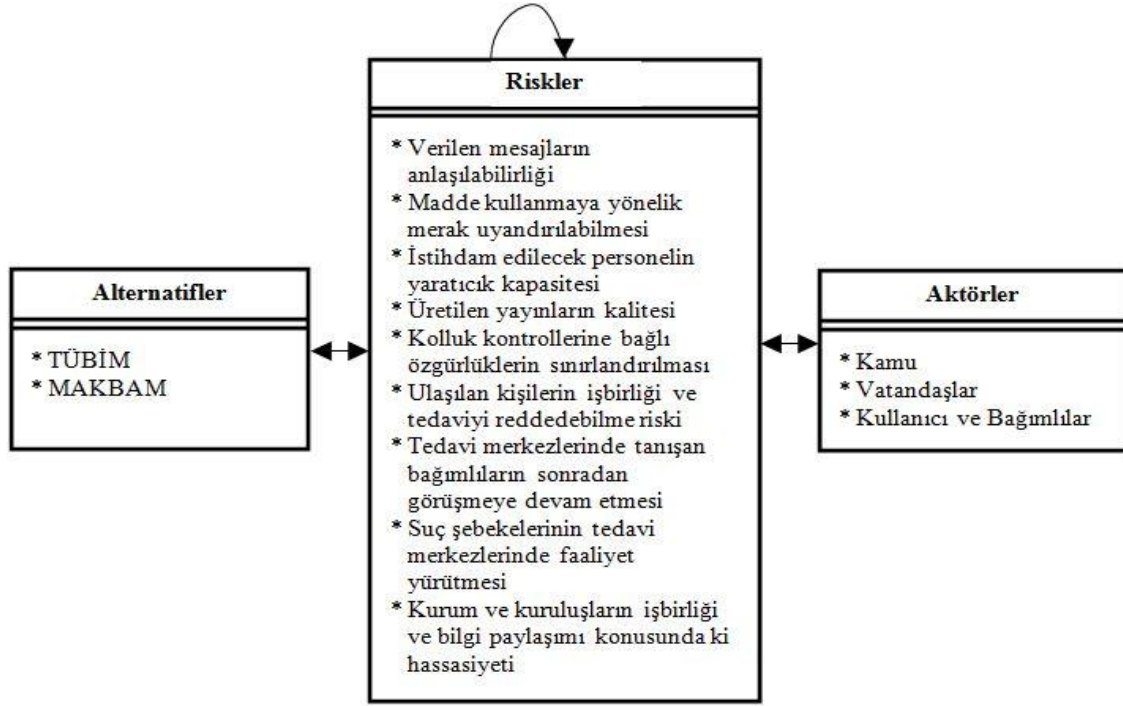 Riskler
* Verilen mesajların
anlaşılabilirliği
* Madde kullanmaya yönelik
merak uyandırılabilmesi
* İstihdam edilecek personelin
yaratıcık kapasitesi
* Üretilen yayınların kalitesi
* Kolluk kontrollerine bağlı
özgürlüklerin sınırlandırılması
* Ulaşılan kişilerin işbirliği ve
tedaviyi reddedebilme riski
* Tedavi merkezlerinde tanışan
bağımlıların sonradan
görüşmeye devam etmesi
* Suç şebekelerinin tedavi
merkezlerinde faaliyet
yürütmesi
* Kurum ve kuruluşların işbirliği
ve bilgi paylaşımı konusunda ki
hassasiyeti
Alternatifler
* TÜBİM
* MAKBAM
Aktörler
* Kamu
* Vatandaşlar
* Kullanıcı ve Bağımlılar